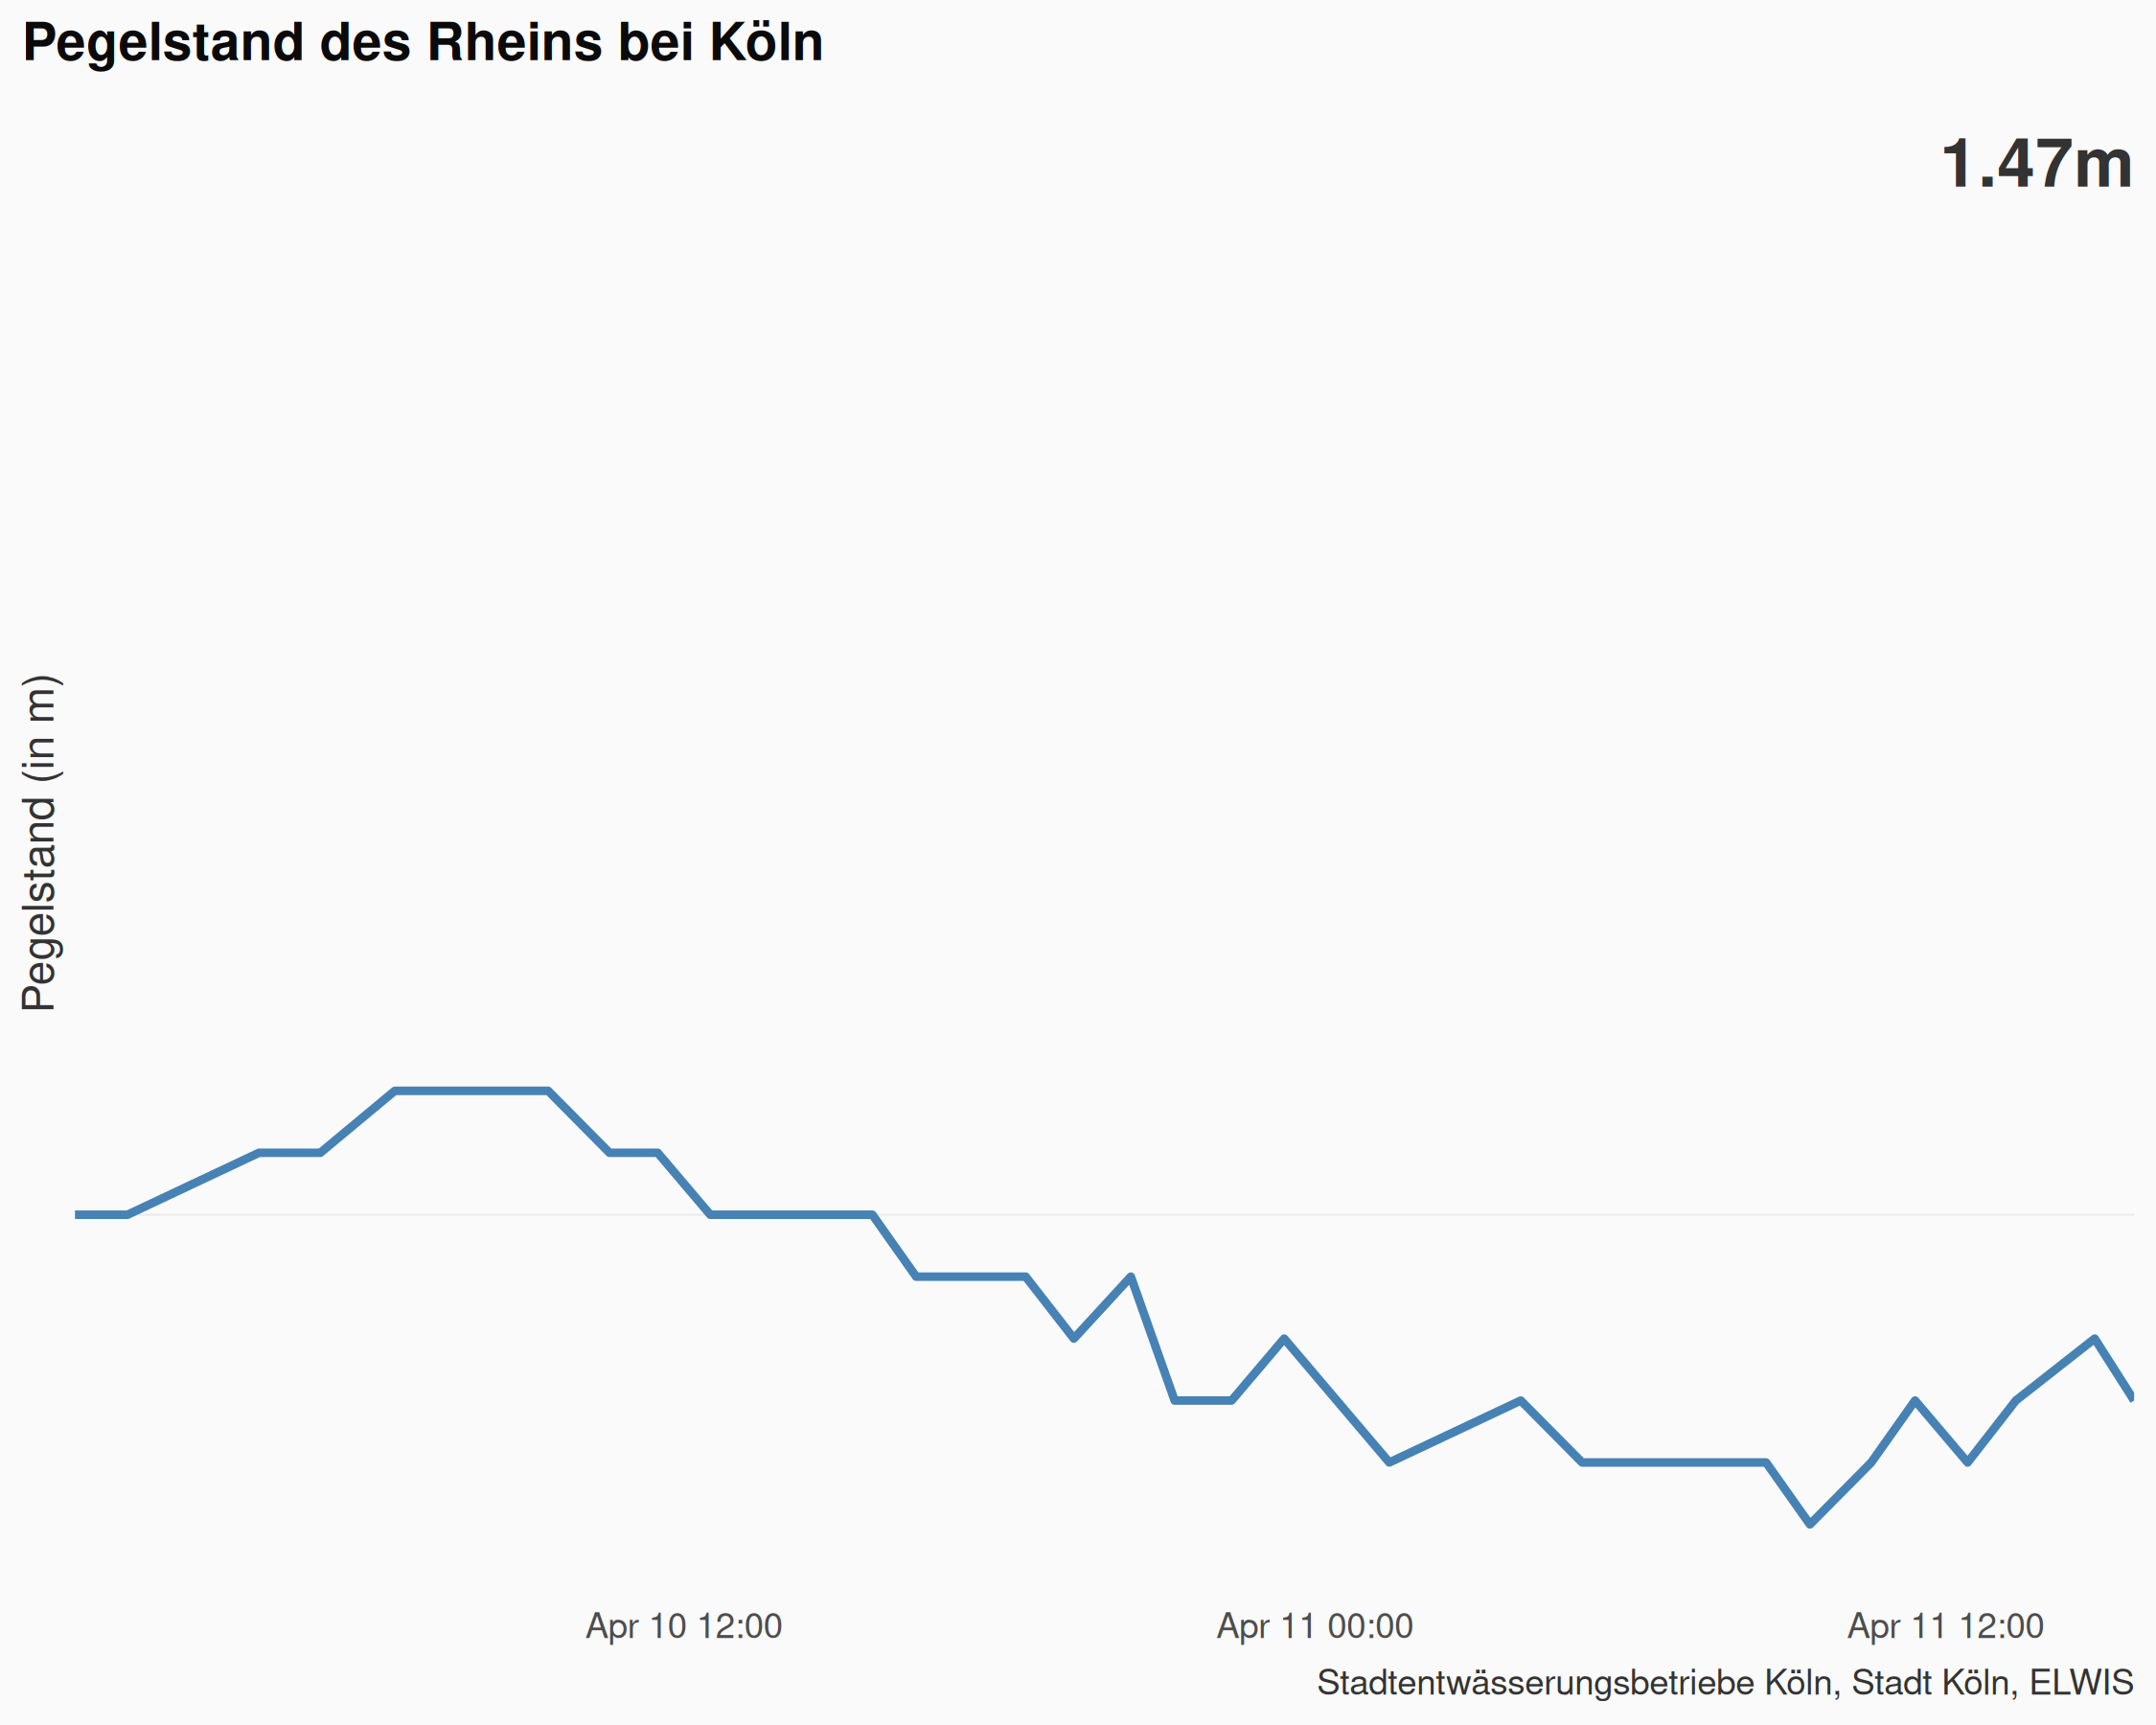 Pegelstand des Rheins bei Köln
1.47m
Pegelstand (in m)
Apr 10 12:00
Apr 11 00:00
Apr 11 12:00
Stadtentwässerungsbetriebe Köln, Stadt Köln, ELWIS